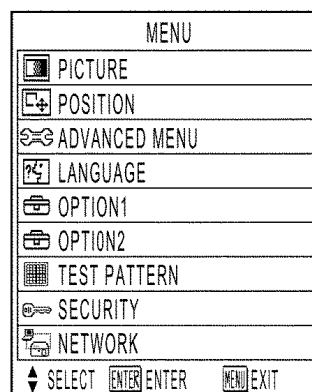 MENU
PICTURE
POSITION
ADVANCED MENU
LANGUAGE
OPTION1
OPTION2
TEST PATTERN
SECURITY
NETWORK
SELECT ENTER ENTER MENU EXIT